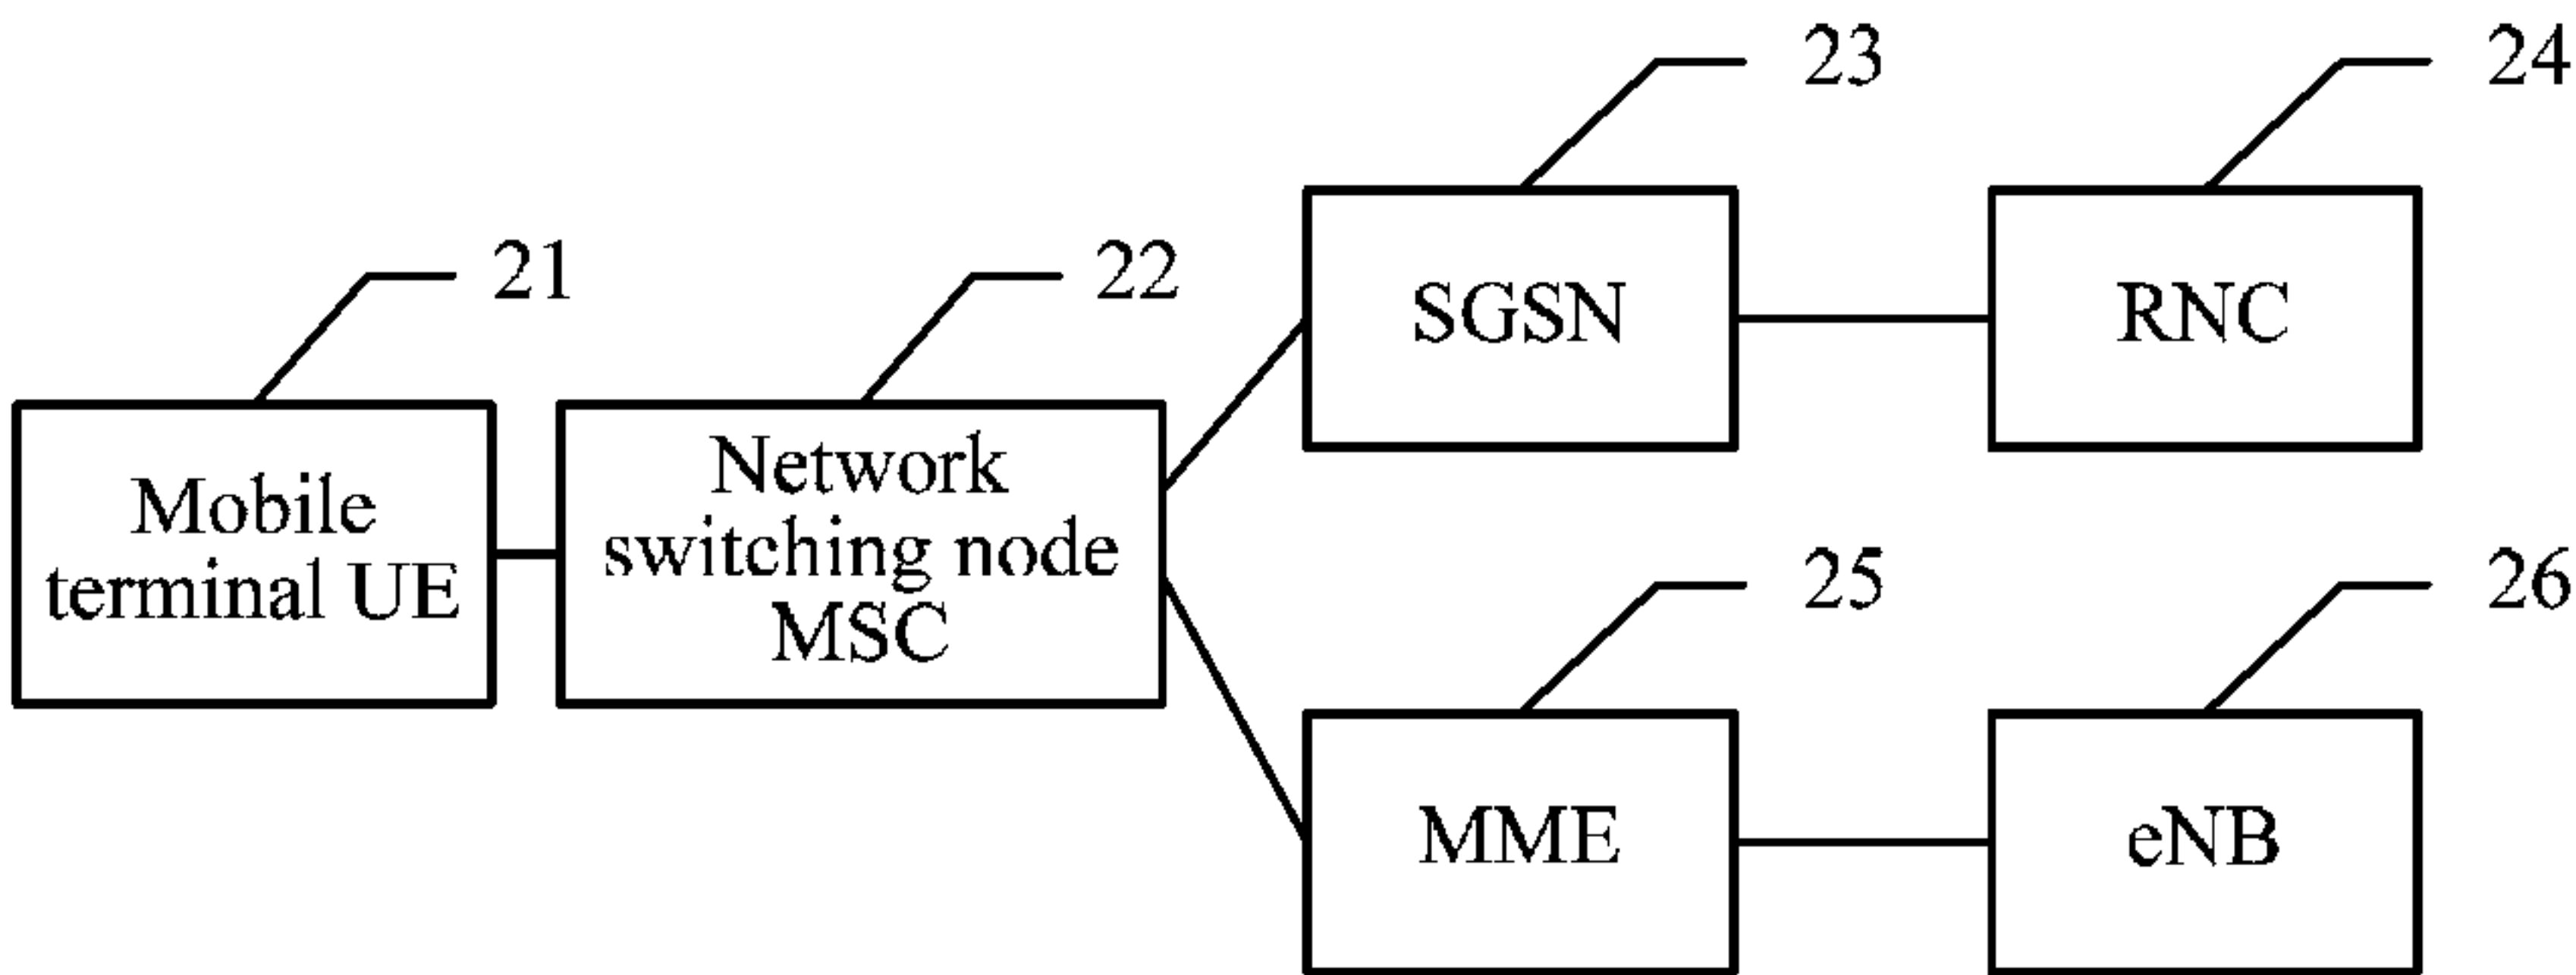 23
24
21
22
SGSN
RNC
Mobile
terminal UE
Network
switching node
MSC
25
26
MME
eNB